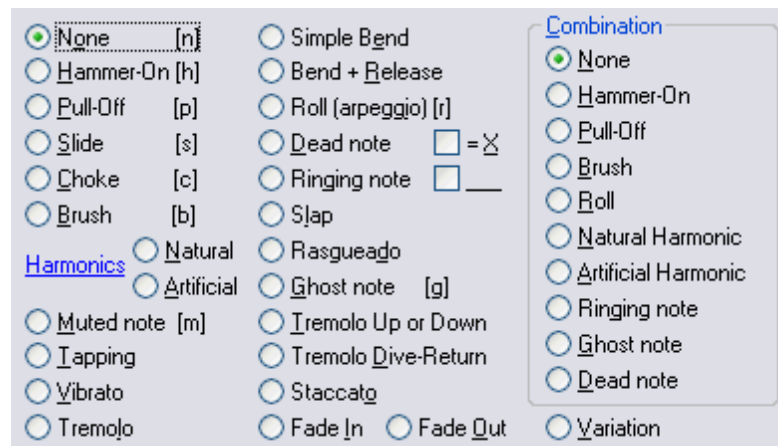 None [n]
Hammer-On [h]
Pull-Off [p]
Slide [s]
Choke [c]
Brush [b]
Harmonics
Natural
Artificial
Muted note [m]
Tapping
Vibrato
Tremolo
Simple Bend
Bend + Release
Roll (arpeggio) [r]
Dead note = X
Ringing note ___
Slap
Rasgueado
Ghost note [g]
Tremolo Up or Down
Tremolo Dive-Return
Staccato
Fade In Fade Out
Combination
None
Hammer-On
Pull-Off
Brush
Roll
Natural Harmonic
Artificial Harmonic
Ringing note
Ghost note
Dead note
Variation